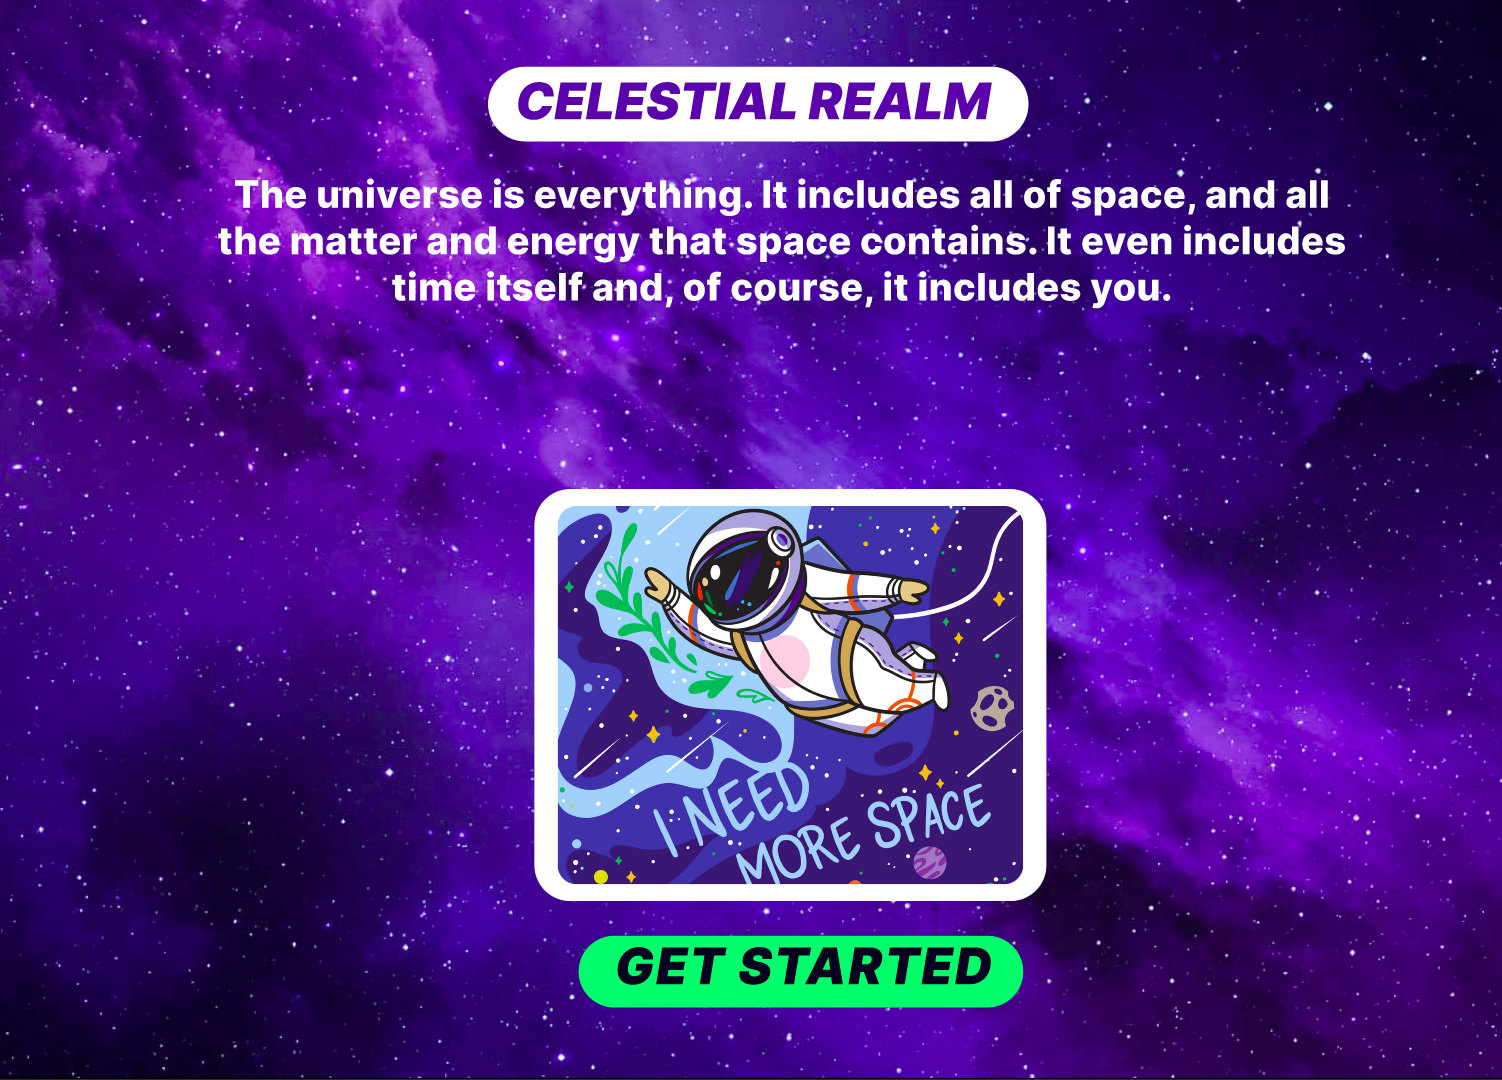 CELESTIAL REALM
The universe is everything. It includes all of space, and all
the matter and energy that space contains. It even includes
time itself and, of course, it includes you.
I NEED
MORE SPACE
GET STARTED